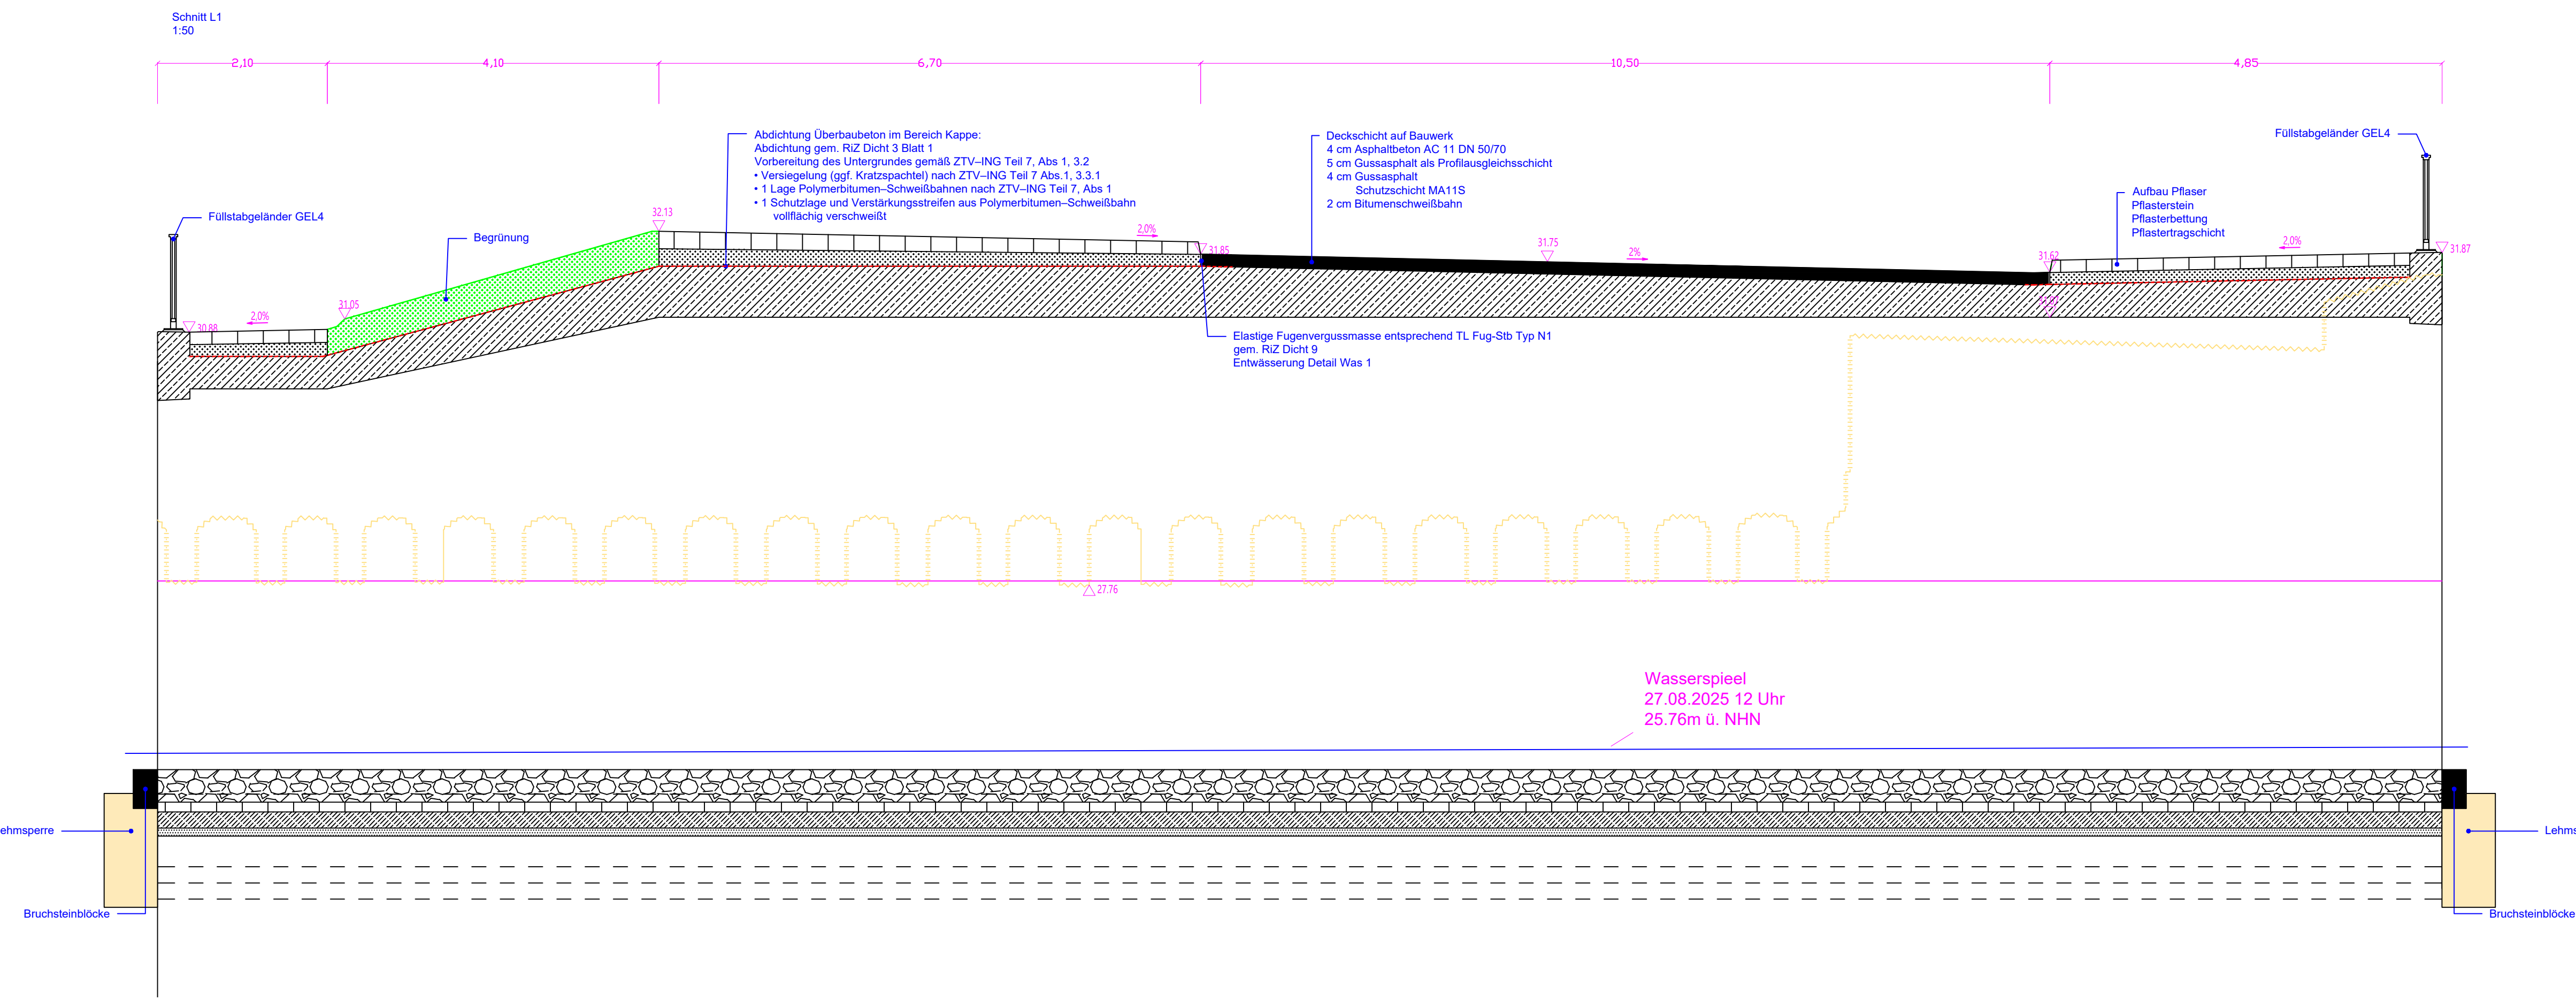 Schnitt L1
1:50
2,10
4,10
6,70
10,50
4,85
Abdichtung Überbaubeton im Bereich Kappe:
Abdichtung gem. RiZ Dicht 3 Blatt 1
Vorbereitung des Untergrundes gemäß ZTV–ING Teil 7, Abs 1, 3.2
• Versiegelung (ggf. Kratzspachtel) nach ZTV–ING Teil 7 Abs.1, 3.3.1
• 1 Lage Polymerbitumen–Schweißbahnen nach ZTV–ING Teil 7, Abs 1
• 1 Schutzlage und Verstärkungsstreifen aus Polymerbitumen–Schweißbahn
vollflächig verschweißt
Deckschicht auf Bauwerk
4 cm Asphaltbeton AC 11 DN 50/70
5 cm Gussasphalt als Profilausgleichsschicht
4 cm Gussasphalt
Schutzschicht MA11S
2 cm Bitumenschweißbahn
Füllstabgeländer GEL4
Aufbau Pflaser
Pflasterstein
Pflasterbettung
Pflastertragschicht
Füllstabgeländer GEL4
Begrünung
32.13
2,0%
31.85
31.75
2%
31.62
2,0%
31.87
31.05
2,0%
30.88
Elastige Fugenvergussmasse entsprechend TL Fug-Stb Typ N1
gem. RiZ Dicht 9
Entwässerung Detail Was 1
27.76
Wasserspieel
27.08.2025 12 Uhr
25.76m ü. NHN
ehmsperre
Lehms
Bruchsteinblöcke
Bruchsteinblöcke